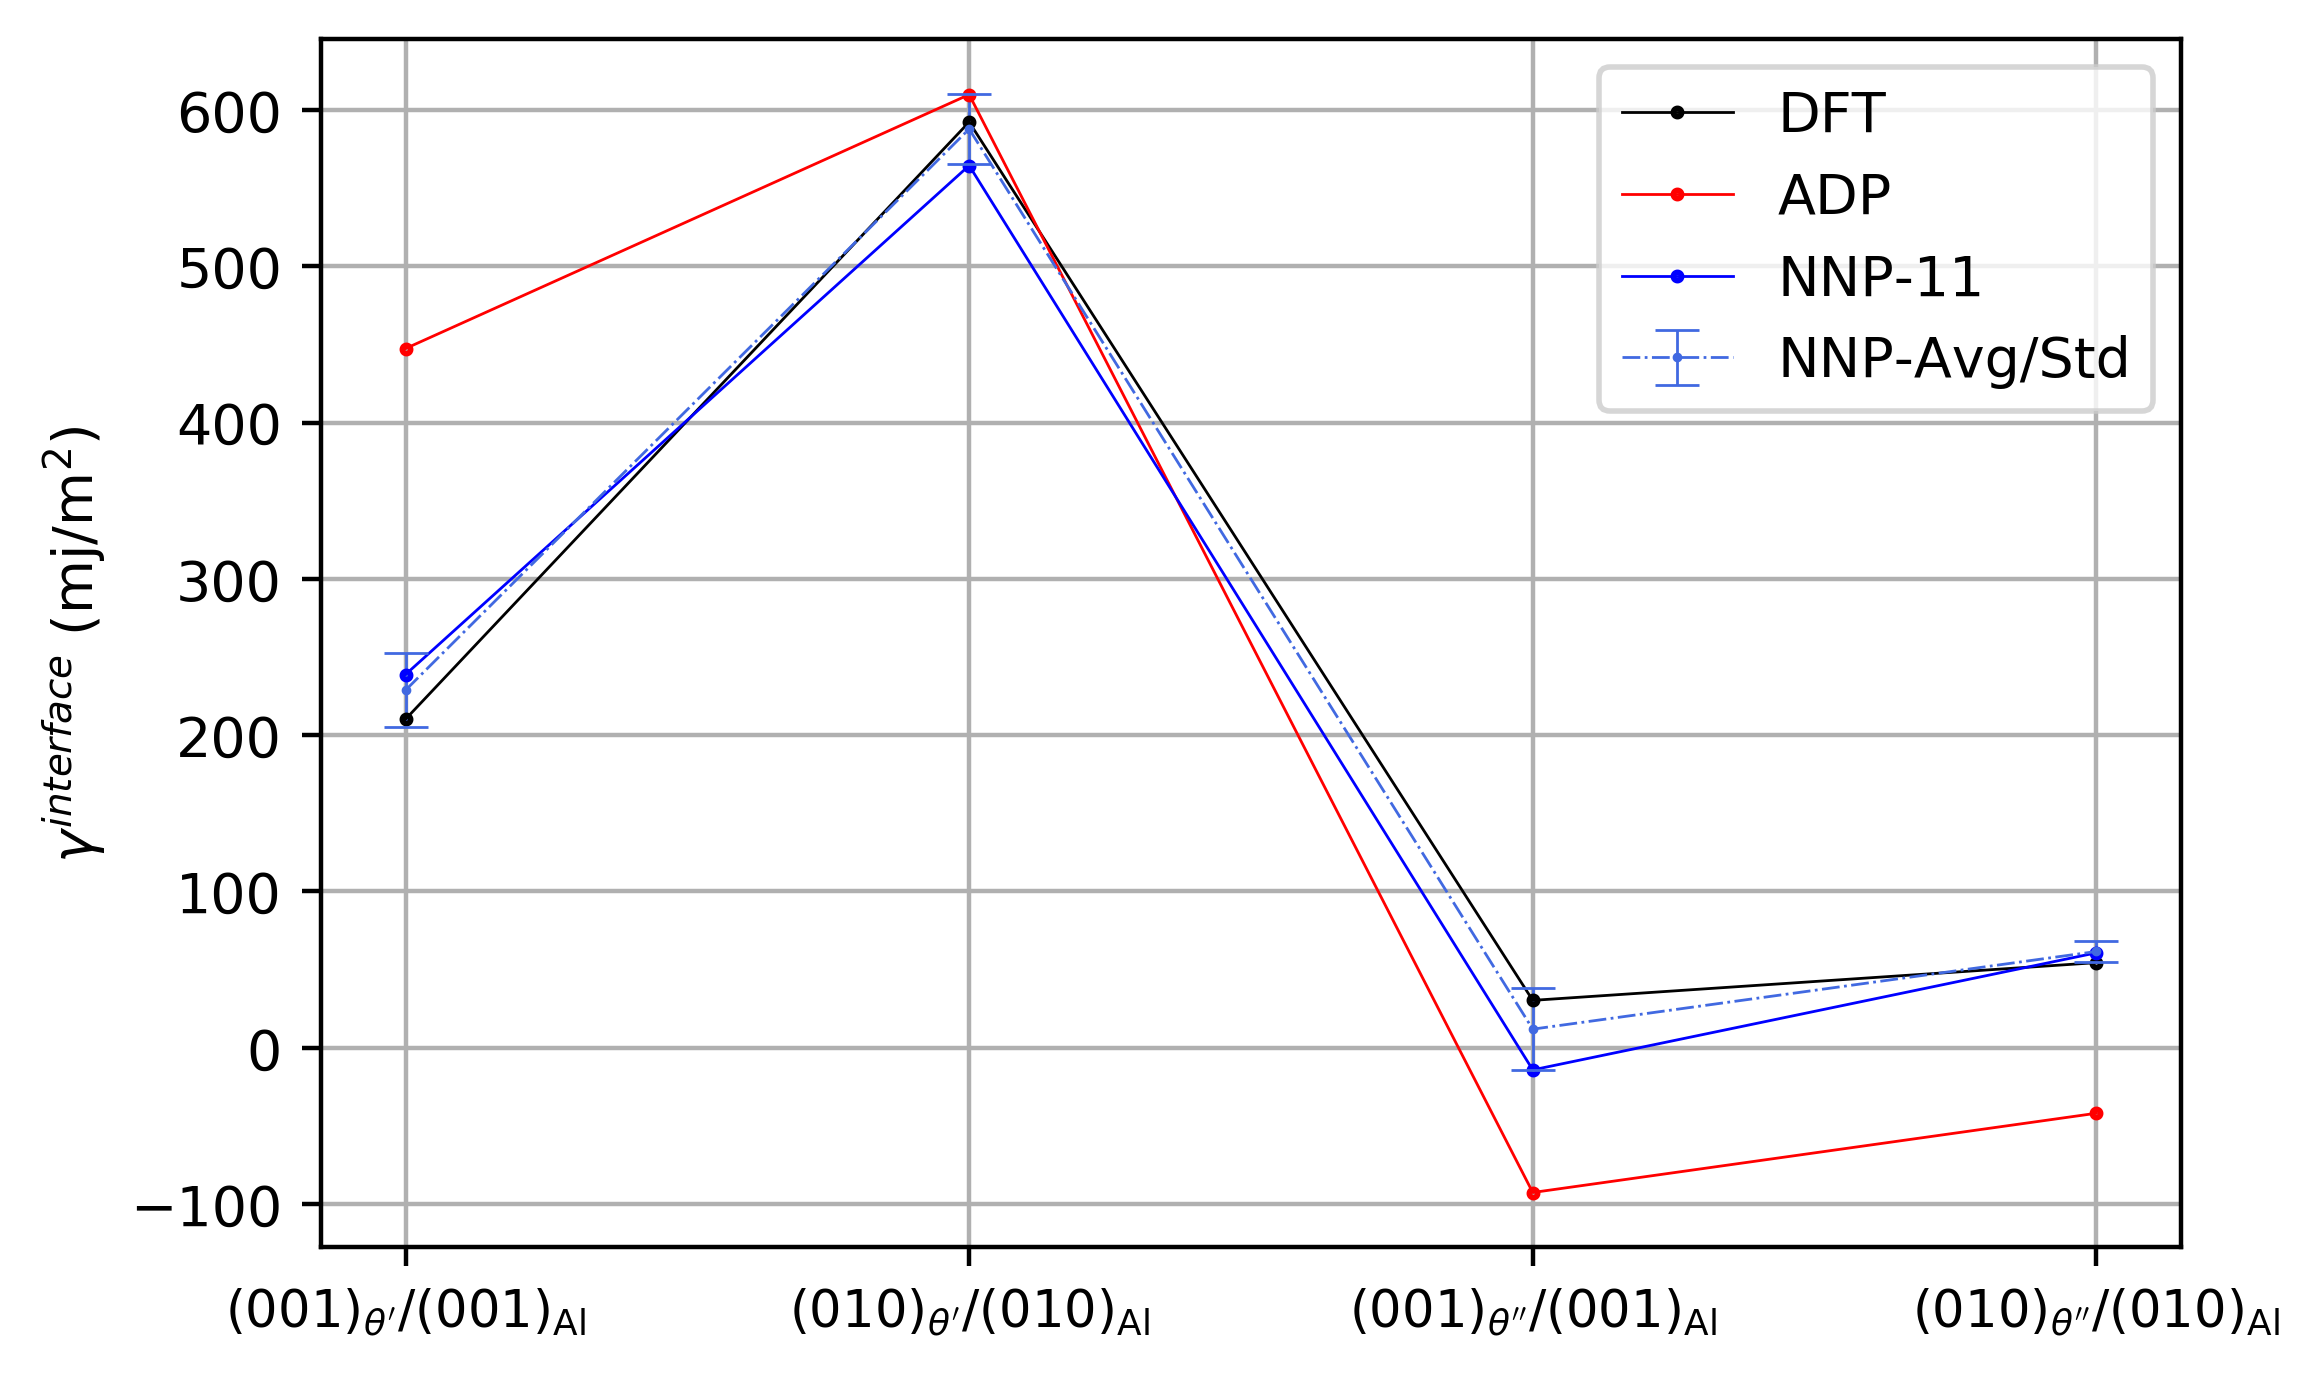 γ^interface (mj/m²)
600
500
400
300
200
100
0
−100
DFT
ADP
NNP-11
NNP-Avg/Std
(001)θ′/(001)Al (010)θ′/(010)Al (001)θ″/(001)Al (010)θ″/(010)Al